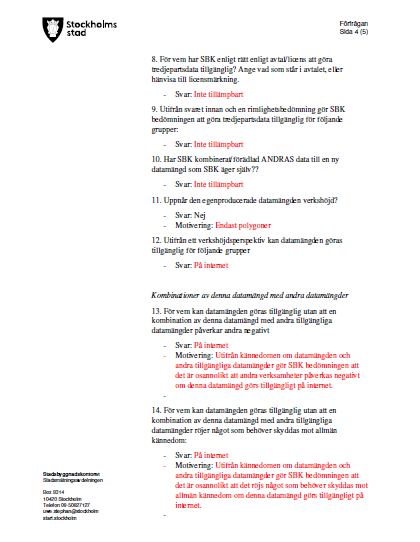 Stockholms
stad
Förfrågan
Sida 4 (5)
8. För vem har SBK enligt rätt enligt avtal/licens att göra
tredjepartsdata tillgänglig? Ange vad som står i avtalet, eller
hänvisa till licensmärkning.
- Svar: Inte tillämpbart
9. Utifrån svaret innan och en rimlighetsbedömning gör SBK
bedömningen att göra tredjepartsdata tillgänglig för följande
grupper:
- Svar: Inte tillämpbart
10. Har SBK kombinerat/förädlad ANDRAS data till en ny
datamängd som SBK äger själv??
- Svar: Inte tillämpbart
11. Uppnår den egenproducerade datamängden verkshöjd?
- Svar: Nej
- Motivering: Endast polygoner
12. Utifrån ett verkshöjdsperspektiv kan datamängden göras
tillgänglig för följande grupper
- Svar: På internet
Kombinationer av denna datamängd med andra datamängder
13. För vem kan datamängden göras tillgänglig utan att en
kombination av denna datamängd med andra tillgängliga
datamängder påverkar andra negativt
- Svar: På internet
- Motivering: Utifrån kännedomen om datamängden och
andra tillgängliga datamängder gör SBK bedömningen att
det är osannolikt att andra verksamheter påverkas negativt
om denna datamängd görs tillgängligt på internet.
-
14. För vem kan datamängden göras tillgänglig utan att en
kombination av denna datamängd med andra tillgängliga
datamängder röjer något som behöver skyddas mot allmän
kännedom:
- Svar: På internet
- Motivering: Utifrån kännedomen om datamängden och
andra tillgängliga datamängder gör SBK bedömningen att
det är osannolikt att det röjs något som behöver skyddas mot
allmän kännedom om denna datamängd görs tillgängligt på
internet.
-
Stadsbyggnadskontoret
Stadsmätningsavdelningen
Box 8314
10420 Stockholm
Telefon 08-50827127
uwe.stephan@stockholm
start.stockholm